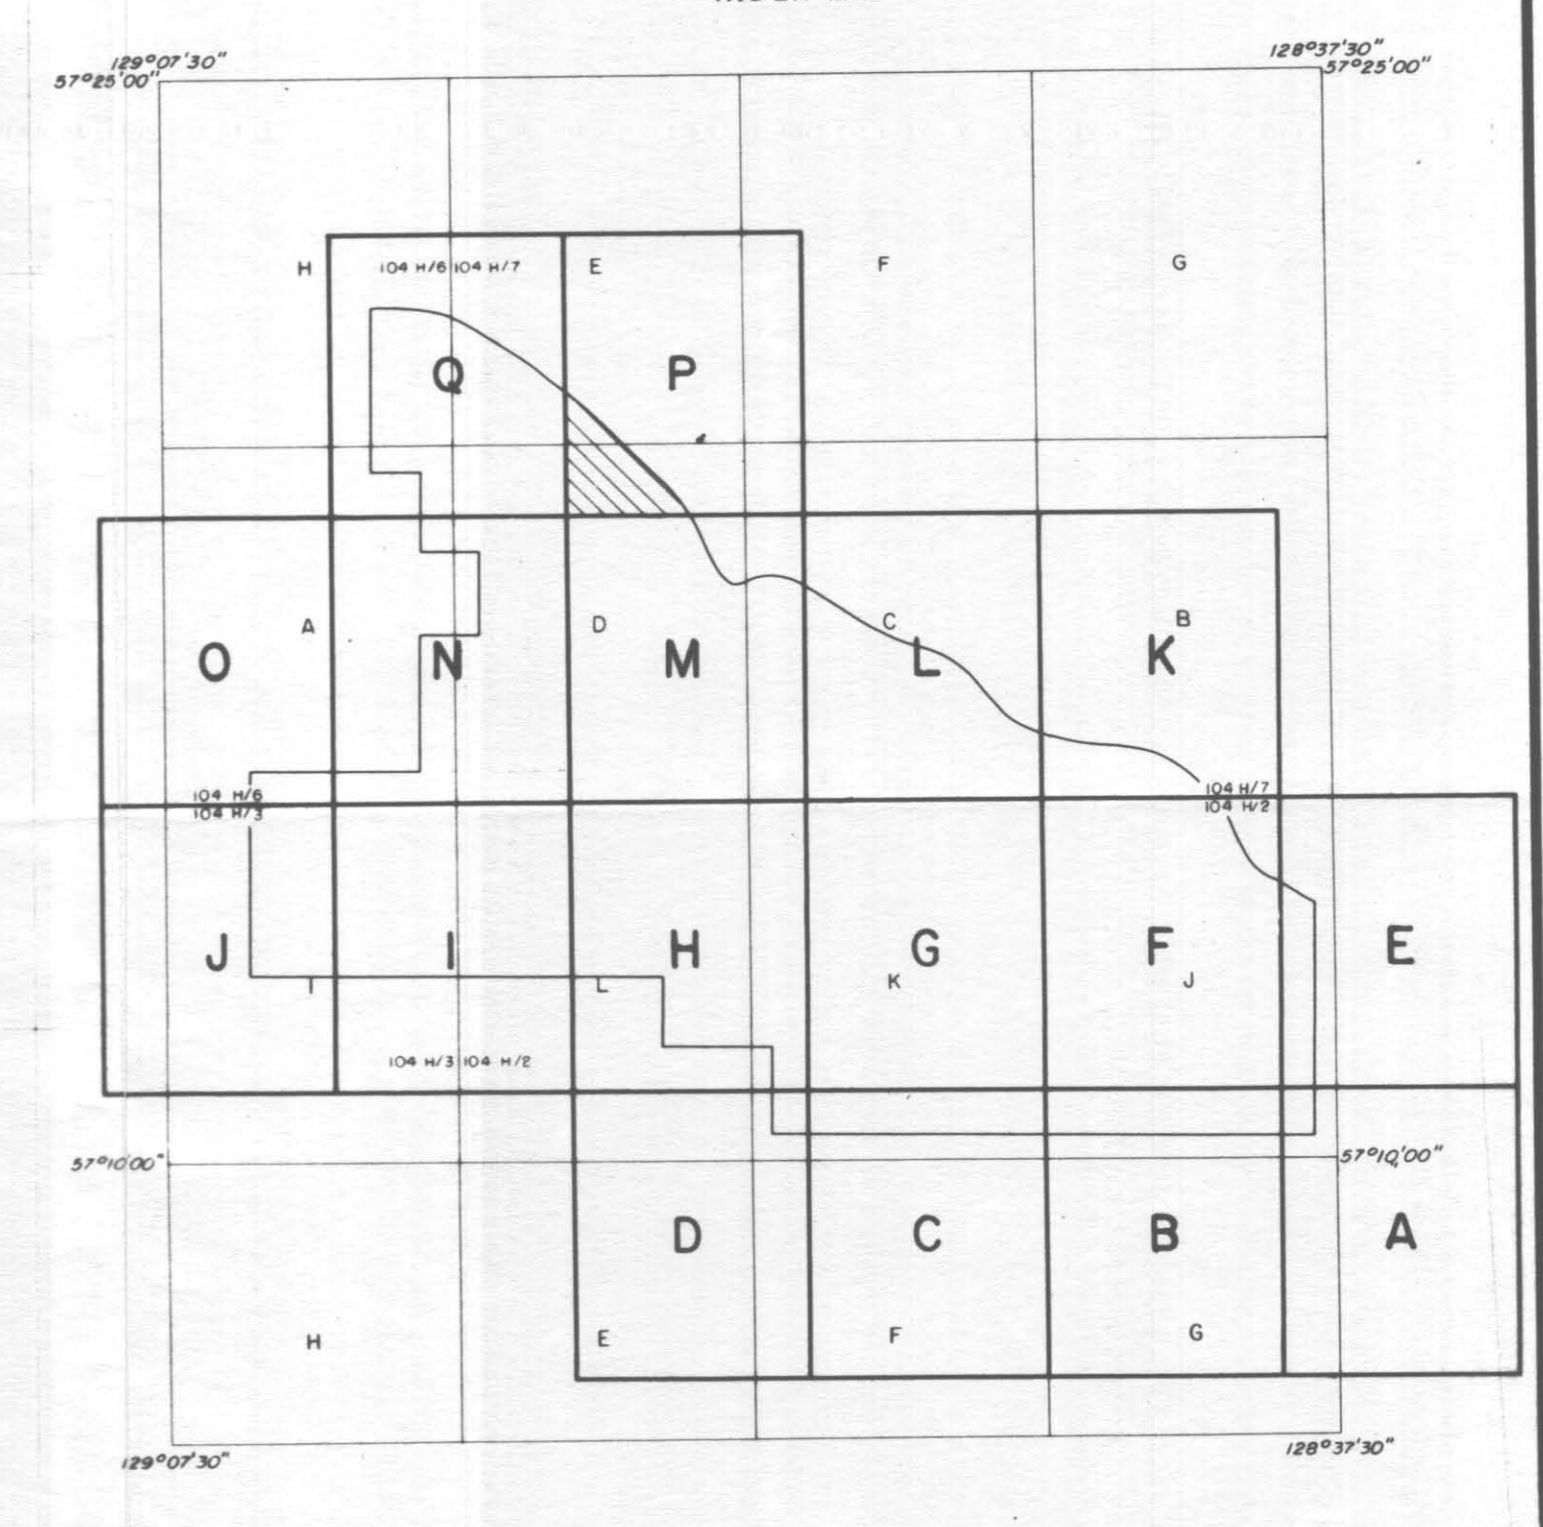 129°07'30" 128°37'30"
57°25'00" 57°25'00"
H 104 H/6 104 H/7 E F G
Q P
A D C B
O N M L K
104 H/6 104 H/7
104 H/3 104 H/2
J I H G F E
I L K J
104 H/3 104 H/2
57°10'00" 57°10'00"
D C B A
H E F G
129°07'30" 128°37'30"